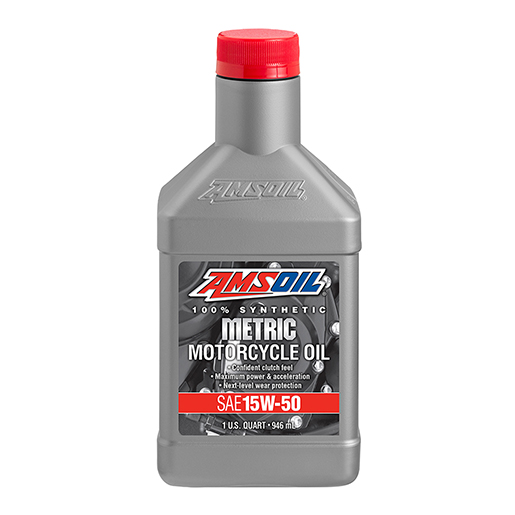 AMSOIL
AMSOIL
100% SYNTHETIC
METRIC
MOTORCYCLE OIL
• Confident clutch feel
• Maximum power & acceleration
• Next-level wear protection
SAE 15W-50
1 U.S. QUART • 946 mL